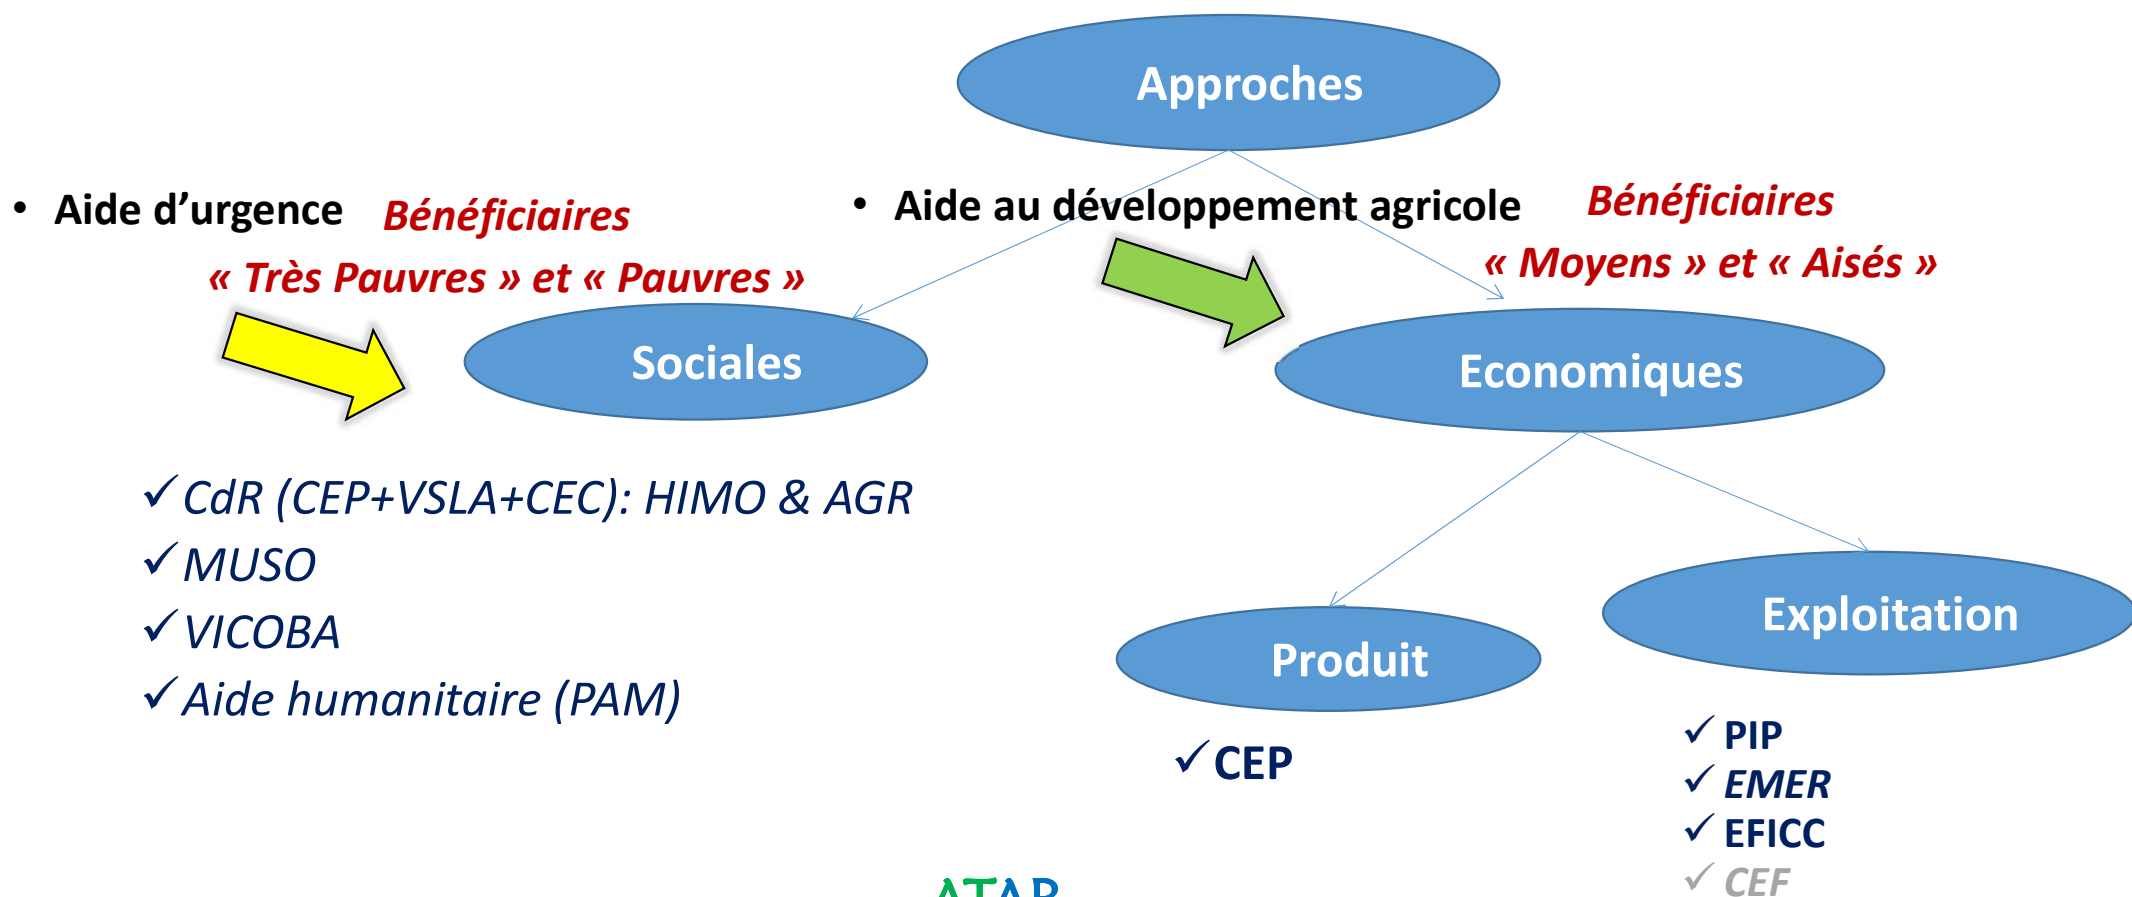 Approches
• Aide d’urgence
Bénéficiaires
« Très Pauvres » et « Pauvres »
• Aide au développement agricole
Bénéficiaires
« Moyens » et « Aisés »
Sociales
Economiques
✓ CdR (CEP+VSLA+CEC): HIMO & AGR
✓ MUSO
✓ VICOBA
✓ Aide humanitaire (PAM)
Produit
Exploitation
✓ CEP
✓ PIP
✓ EMER
✓ EFICC
✓ CEF